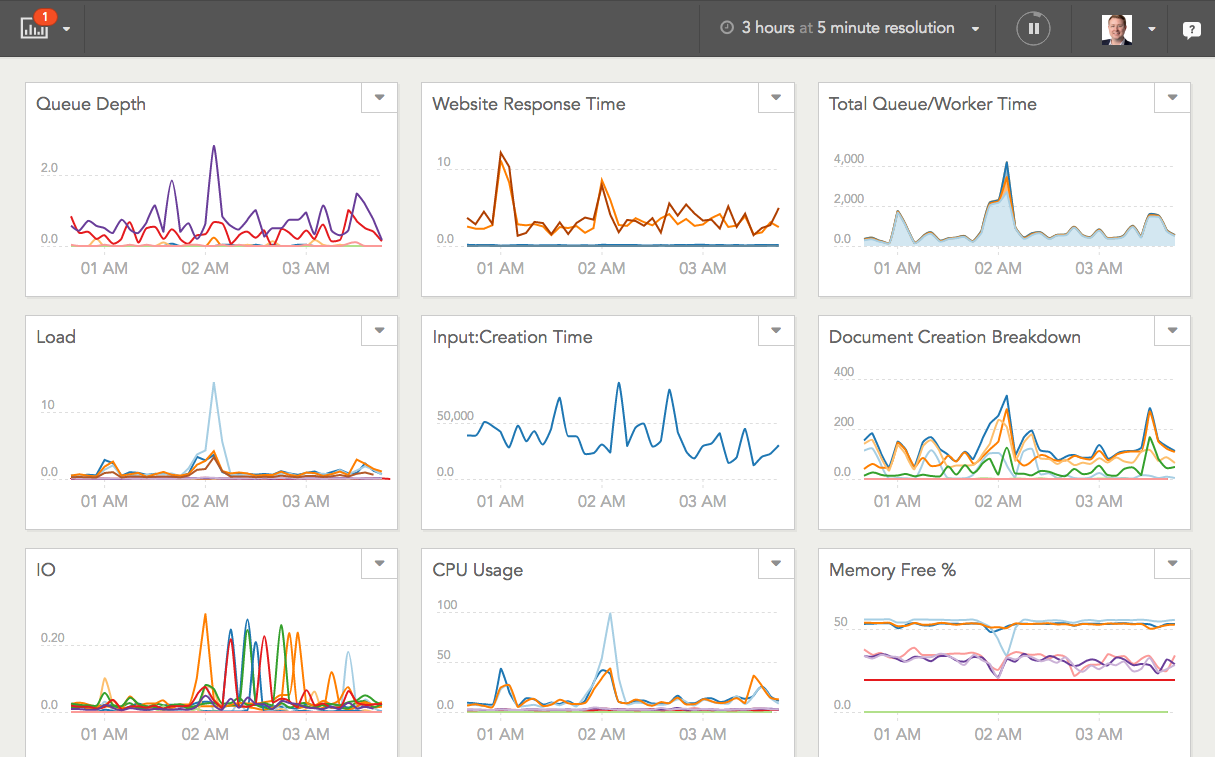 1
3 hours at 5 minute resolution
?
Queue Depth
2.0
0.0
01 AM 02 AM 03 AM
Website Response Time
10
0.0
01 AM 02 AM 03 AM
Total Queue/Worker Time
4,000
2,000
0.0
01 AM 02 AM 03 AM
Load
10
0.0
01 AM 02 AM 03 AM
Input:Creation Time
50,000
0.0
01 AM 02 AM 03 AM
Document Creation Breakdown
400
200
0.0
01 AM 02 AM 03 AM
IO
0.20
0.0
01 AM 02 AM 03 AM
CPU Usage
100
50
0.0
01 AM 02 AM 03 AM
Memory Free %
50
0.0
01 AM 02 AM 03 AM